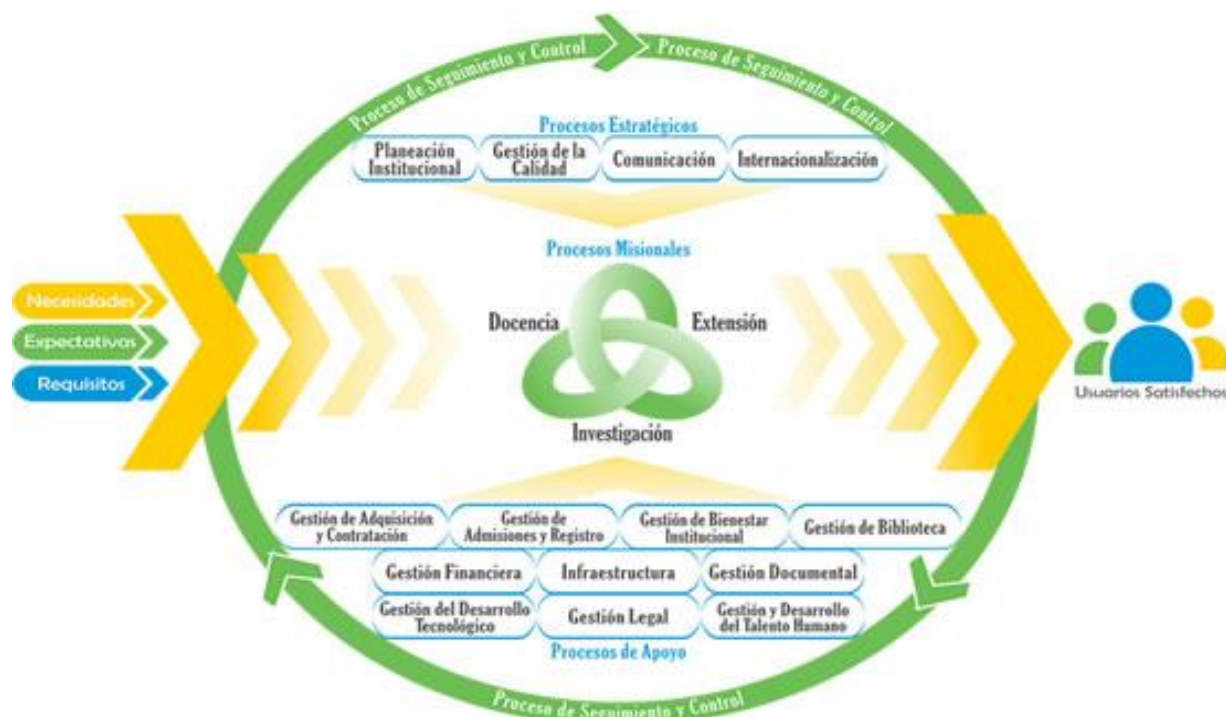 Proceso de Seguimiento y Control
Proceso de Seguimiento y Control
Procesos Estratégicos
Planeación
Institucional
Gestión de la
Calidad
Comunicación
Internacionalización
Procesos Misionales
Necesidades
Expectativas
Requisitos
Docencia
Extensión
Investigación
Usuarios Satisfechos
Gestión de Adquisición
y Contratación
Gestión de
Admisiones y Registro
Gestión de Bienestar
Institucional
Gestión de Biblioteca
Gestión Financiera
Infraestructura
Gestión Documental
Gestión del Desarrollo
Tecnológico
Gestión Legal
Gestión y Desarrollo
del Talento Humano
Procesos de Apoyo
Proceso de Seguimiento y Control